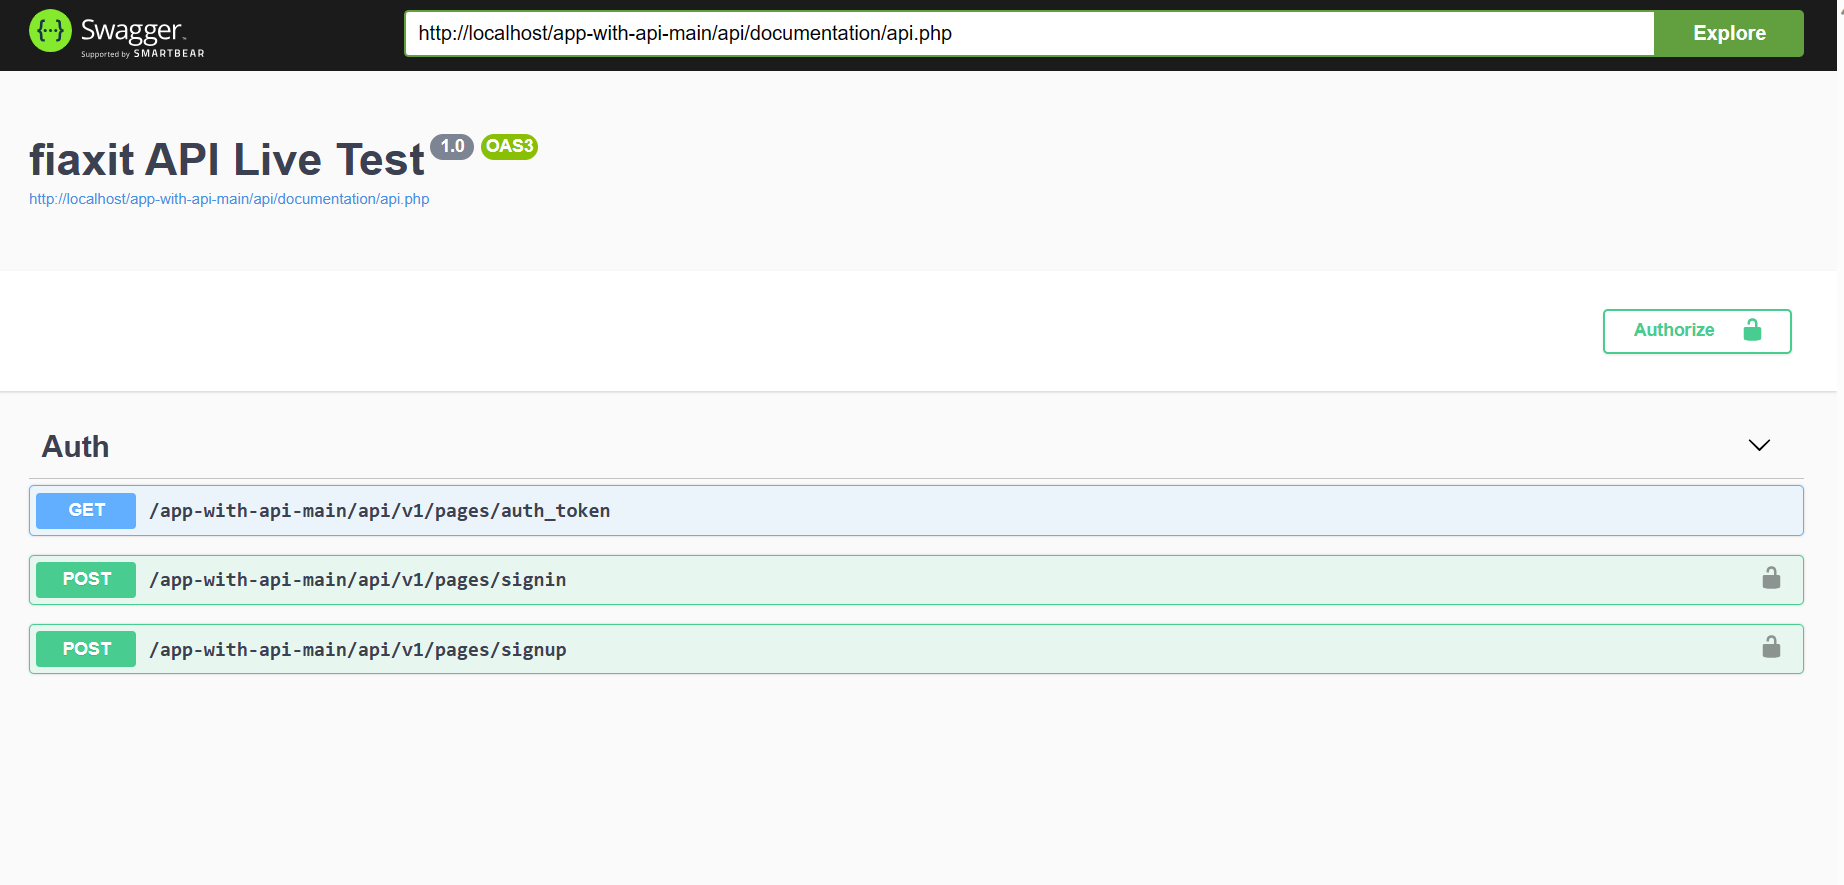 Swagger
Supported by SMARTBEAR
http://localhost/app-with-api-main/api/documentation/api.php
Explore
fiaxit API Live Test 1.0 OAS3
http://localhost/app-with-api-main/api/documentation/api.php
Authorize
Auth
GET /app-with-api-main/api/v1/pages/auth_token
POST /app-with-api-main/api/v1/pages/signin
POST /app-with-api-main/api/v1/pages/signup